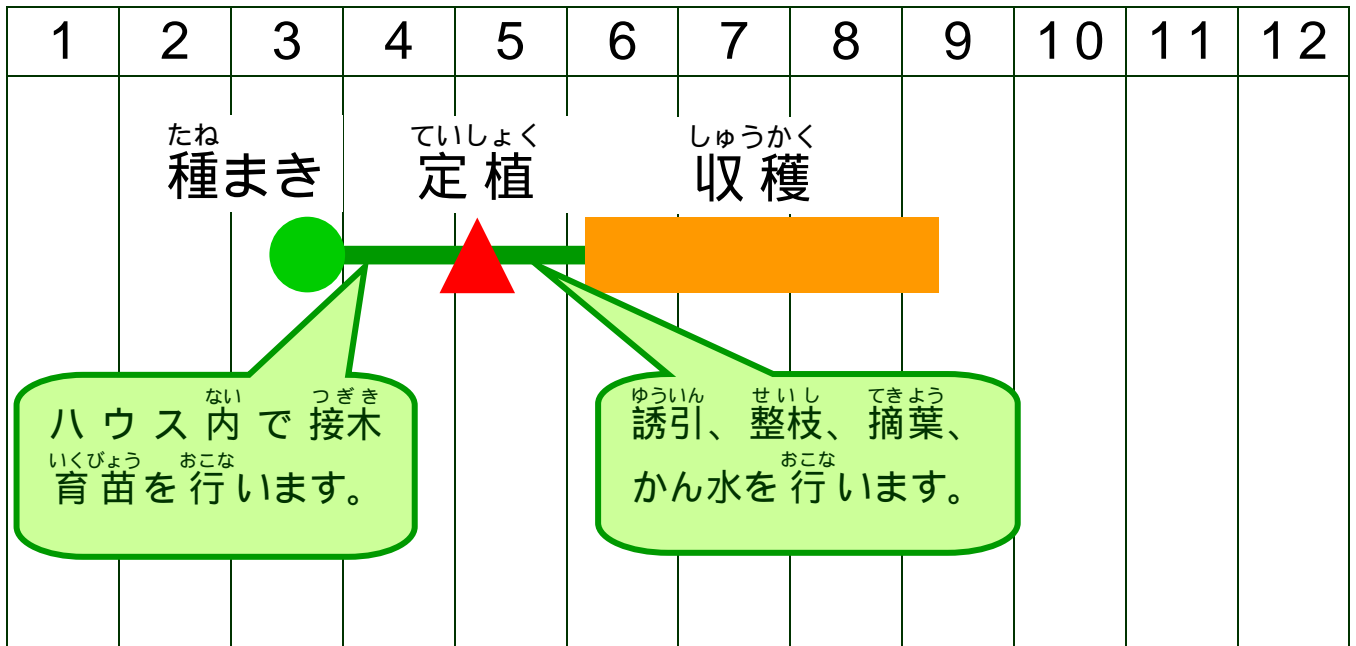 1 2 3 4 5 6 7 8 9 10 11 12
たね ていしょく しゅうかく
種まき 定植 収穫
ない つぎき
ハウス内で接木
いくびょう おこな
育苗を行います。
ゆういん せいし てきよう
誘引、整枝、摘葉、
おこな
かん水を行います。